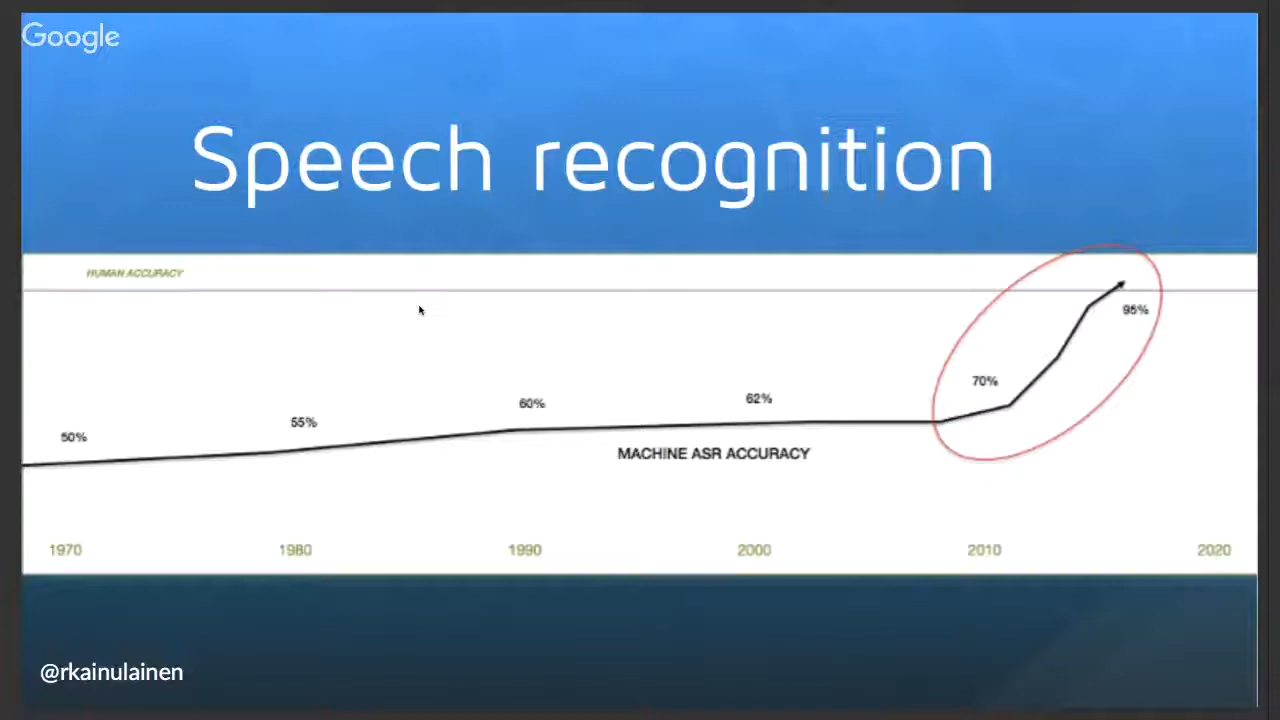 Google
Speech recognition
HUMAN ACCURACY
95%
70%
62%
60%
55%
50%
MACHINE ASR ACCURACY
1970 1980 1990 2000 2010 2020
@rkainulainen